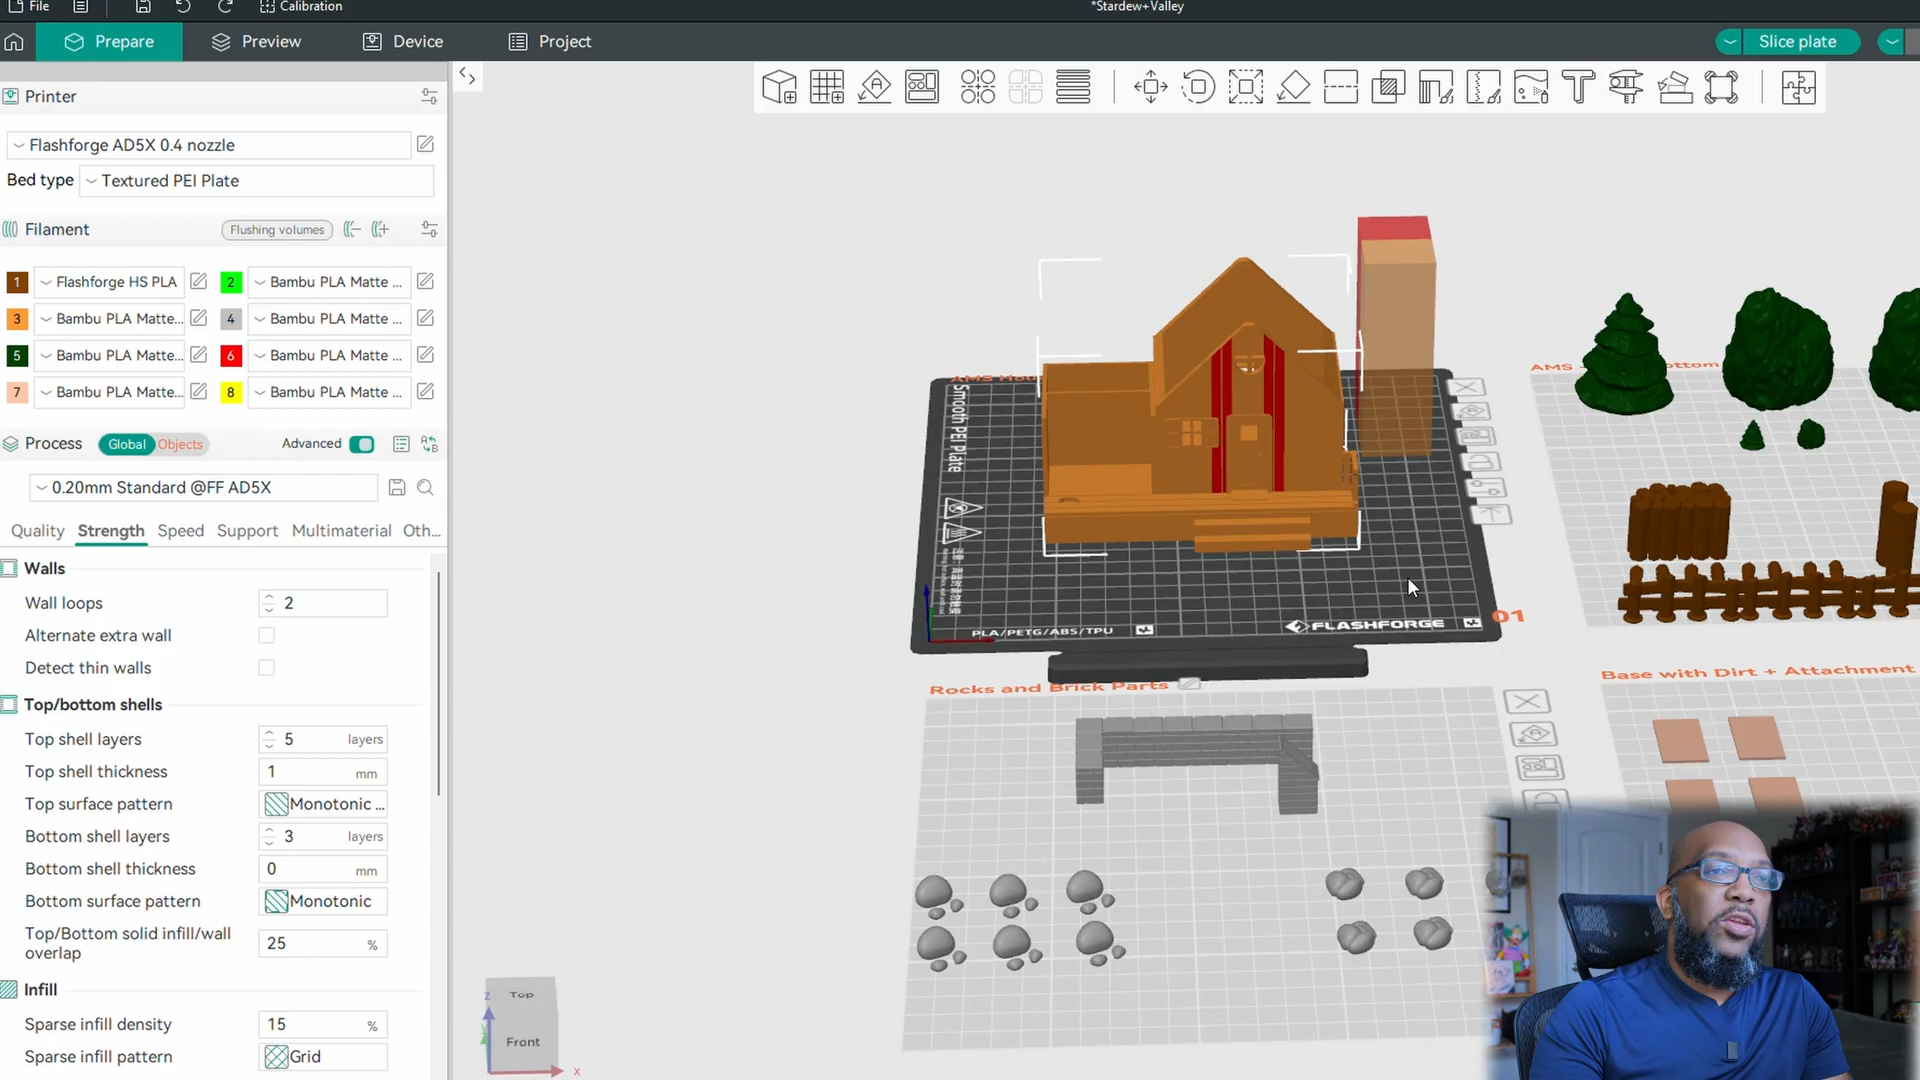 File
Calibration
*Stardew+Valley
Prepare
Preview
Device
Project
Slice plate
Printer
Flashforge AD5X 0.4 nozzle
Bed type
Textured PEI Plate
Filament
Flushing volumes
1
Flashforge HS PLA
2
Bambu PLA Matte ...
3
Bambu PLA Matte...
4
Bambu PLA Matte ...
5
Bambu PLA Matte...
6
Bambu PLA Matte ...
7
Bambu PLA Matte...
8
Bambu PLA Matte ...
Process
Global
Objects
Advanced
0.20mm Standard @FF AD5X
Quality
Strength
Speed
Support
Multimaterial
Oth...
Walls
Wall loops
2
Alternate extra wall
Detect thin walls
Top/bottom shells
Top shell layers
5 layers
Top shell thickness
1 mm
Top surface pattern
Monotonic ...
Bottom shell layers
3 layers
Bottom shell thickness
0 mm
Bottom surface pattern
Monotonic
Top/Bottom solid infill/wall
overlap
25 %
Infill
Sparse infill density
15 %
Sparse infill pattern
Grid
AMS Hou
Smooth PEI Plate
PLA/PETG/ABS/TPU
FLASHFORGE
01
AMS
ottom
Rocks and Brick Parts
Base with Dirt + Attachment
Top
Front
z
y
x